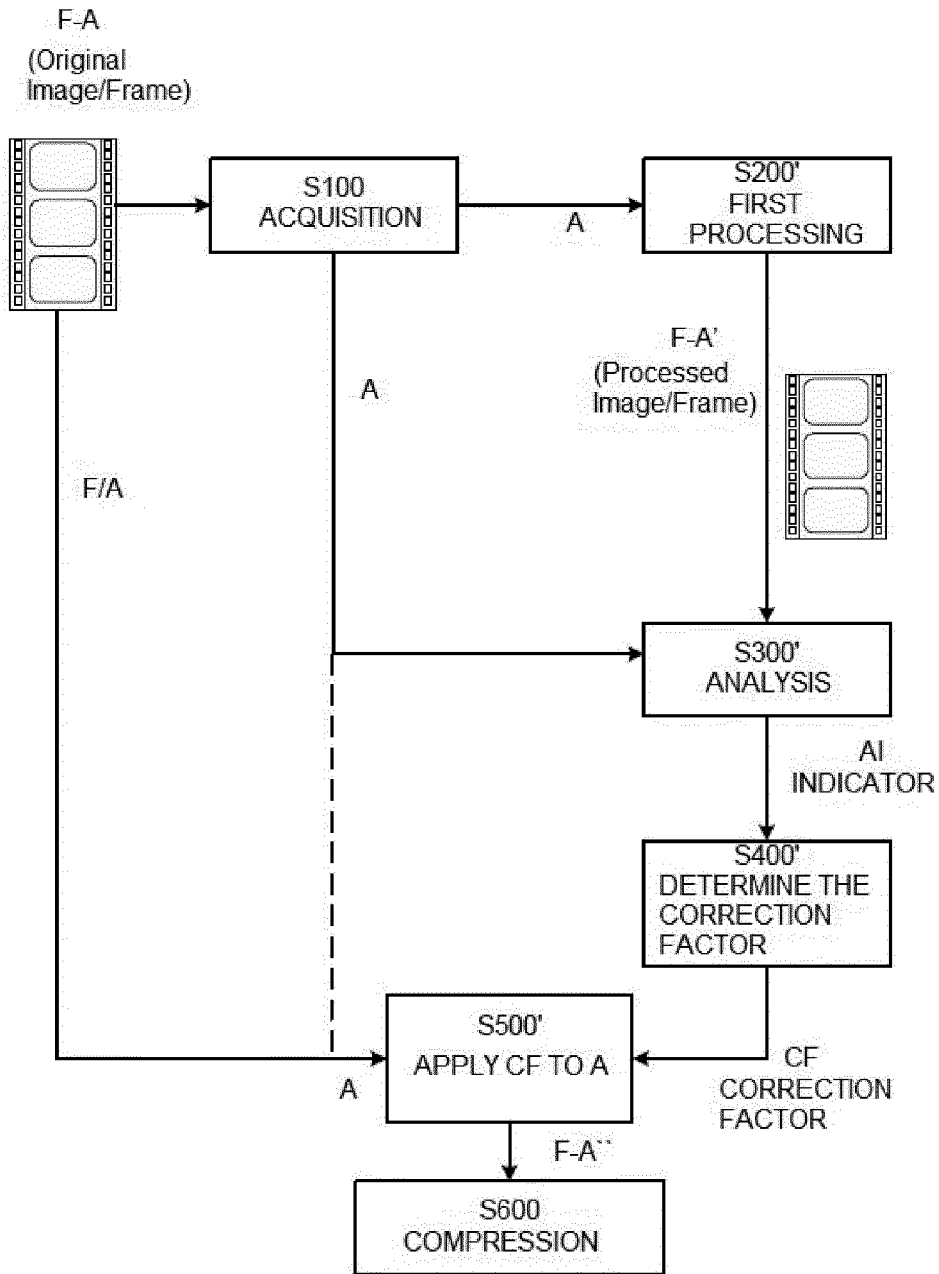 F-A
(Original
Image/Frame)
S100
ACQUISITION
A
S200'
FIRST
PROCESSING
F-A'
(Processed
Image/Frame)
A
F/A
S300'
ANALYSIS
AI
INDICATOR
S400'
DETERMINE THE
CORRECTION
FACTOR
S500'
APPLY CF TO A
A
CF
CORRECTION
FACTOR
F-A``
S600
COMPRESSION